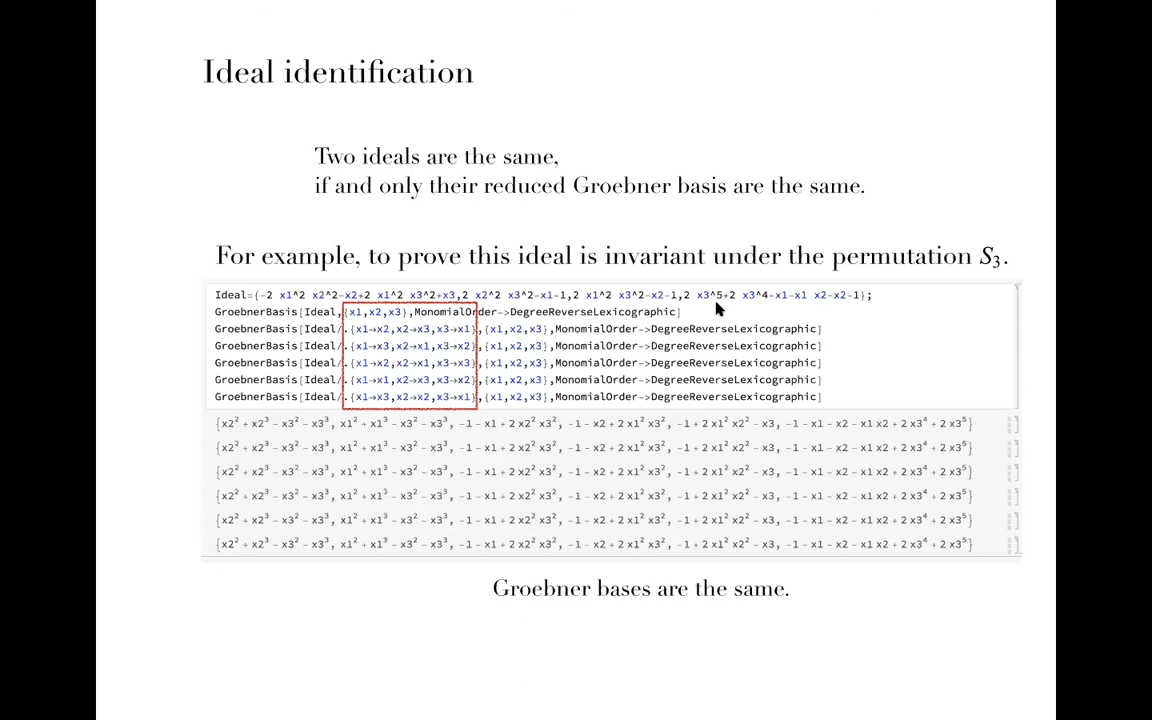 Ideal identification
Two ideals are the same,
if and only their reduced Groebner basis are the same.
For example, to prove this ideal is invariant under the permutation S₃.
Ideal={-2 x1^2 x2^2-x2+2 x1^2 x3^2+x3,2 x2^2 x3^2-x1-1,2 x1^2 x3^2-x2-1,2 x3^5+2 x3^4-x1-x1 x2-x2-1};
GroebnerBasis[Ideal,{x1,x2,x3},MonomialOrder->DegreeReverseLexicographic]
GroebnerBasis[Ideal/.{x1→x2,x2→x3,x3→x1},{x1,x2,x3},MonomialOrder->DegreeReverseLexicographic]
GroebnerBasis[Ideal/.{x1→x3,x2→x1,x3→x2},{x1,x2,x3},MonomialOrder->DegreeReverseLexicographic]
GroebnerBasis[Ideal/.{x1→x2,x2→x1,x3→x3},{x1,x2,x3},MonomialOrder->DegreeReverseLexicographic]
GroebnerBasis[Ideal/.{x1→x1,x2→x3,x3→x2},{x1,x2,x3},MonomialOrder->DegreeReverseLexicographic]
GroebnerBasis[Ideal/.{x1→x3,x2→x2,x3→x1},{x1,x2,x3},MonomialOrder->DegreeReverseLexicographic]
{x2² + x2³ - x3² - x3³, x1² + x1³ - x3² - x3³, -1 - x1 + 2 x2² x3², -1 - x2 + 2 x1² x3², -1 + 2 x1² x2² - x3, -1 - x1 - x2 - x1 x2 + 2 x3⁴ + 2 x3⁵}
{x2² + x2³ - x3² - x3³, x1² + x1³ - x3² - x3³, -1 - x1 + 2 x2² x3², -1 - x2 + 2 x1² x3², -1 + 2 x1² x2² - x3, -1 - x1 - x2 - x1 x2 + 2 x3⁴ + 2 x3⁵}
{x2² + x2³ - x3² - x3³, x1² + x1³ - x3² - x3³, -1 - x1 + 2 x2² x3², -1 - x2 + 2 x1² x3², -1 + 2 x1² x2² - x3, -1 - x1 - x2 - x1 x2 + 2 x3⁴ + 2 x3⁵}
{x2² + x2³ - x3² - x3³, x1² + x1³ - x3² - x3³, -1 - x1 + 2 x2² x3², -1 - x2 + 2 x1² x3², -1 + 2 x1² x2² - x3, -1 - x1 - x2 - x1 x2 + 2 x3⁴ + 2 x3⁵}
{x2² + x2³ - x3² - x3³, x1² + x1³ - x3² - x3³, -1 - x1 + 2 x2² x3², -1 - x2 + 2 x1² x3², -1 + 2 x1² x2² - x3, -1 - x1 - x2 - x1 x2 + 2 x3⁴ + 2 x3⁵}
{x2² + x2³ - x3² - x3³, x1² + x1³ - x3² - x3³, -1 - x1 + 2 x2² x3², -1 - x2 + 2 x1² x3², -1 + 2 x1² x2² - x3, -1 - x1 - x2 - x1 x2 + 2 x3⁴ + 2 x3⁵}
Groebner bases are the same.